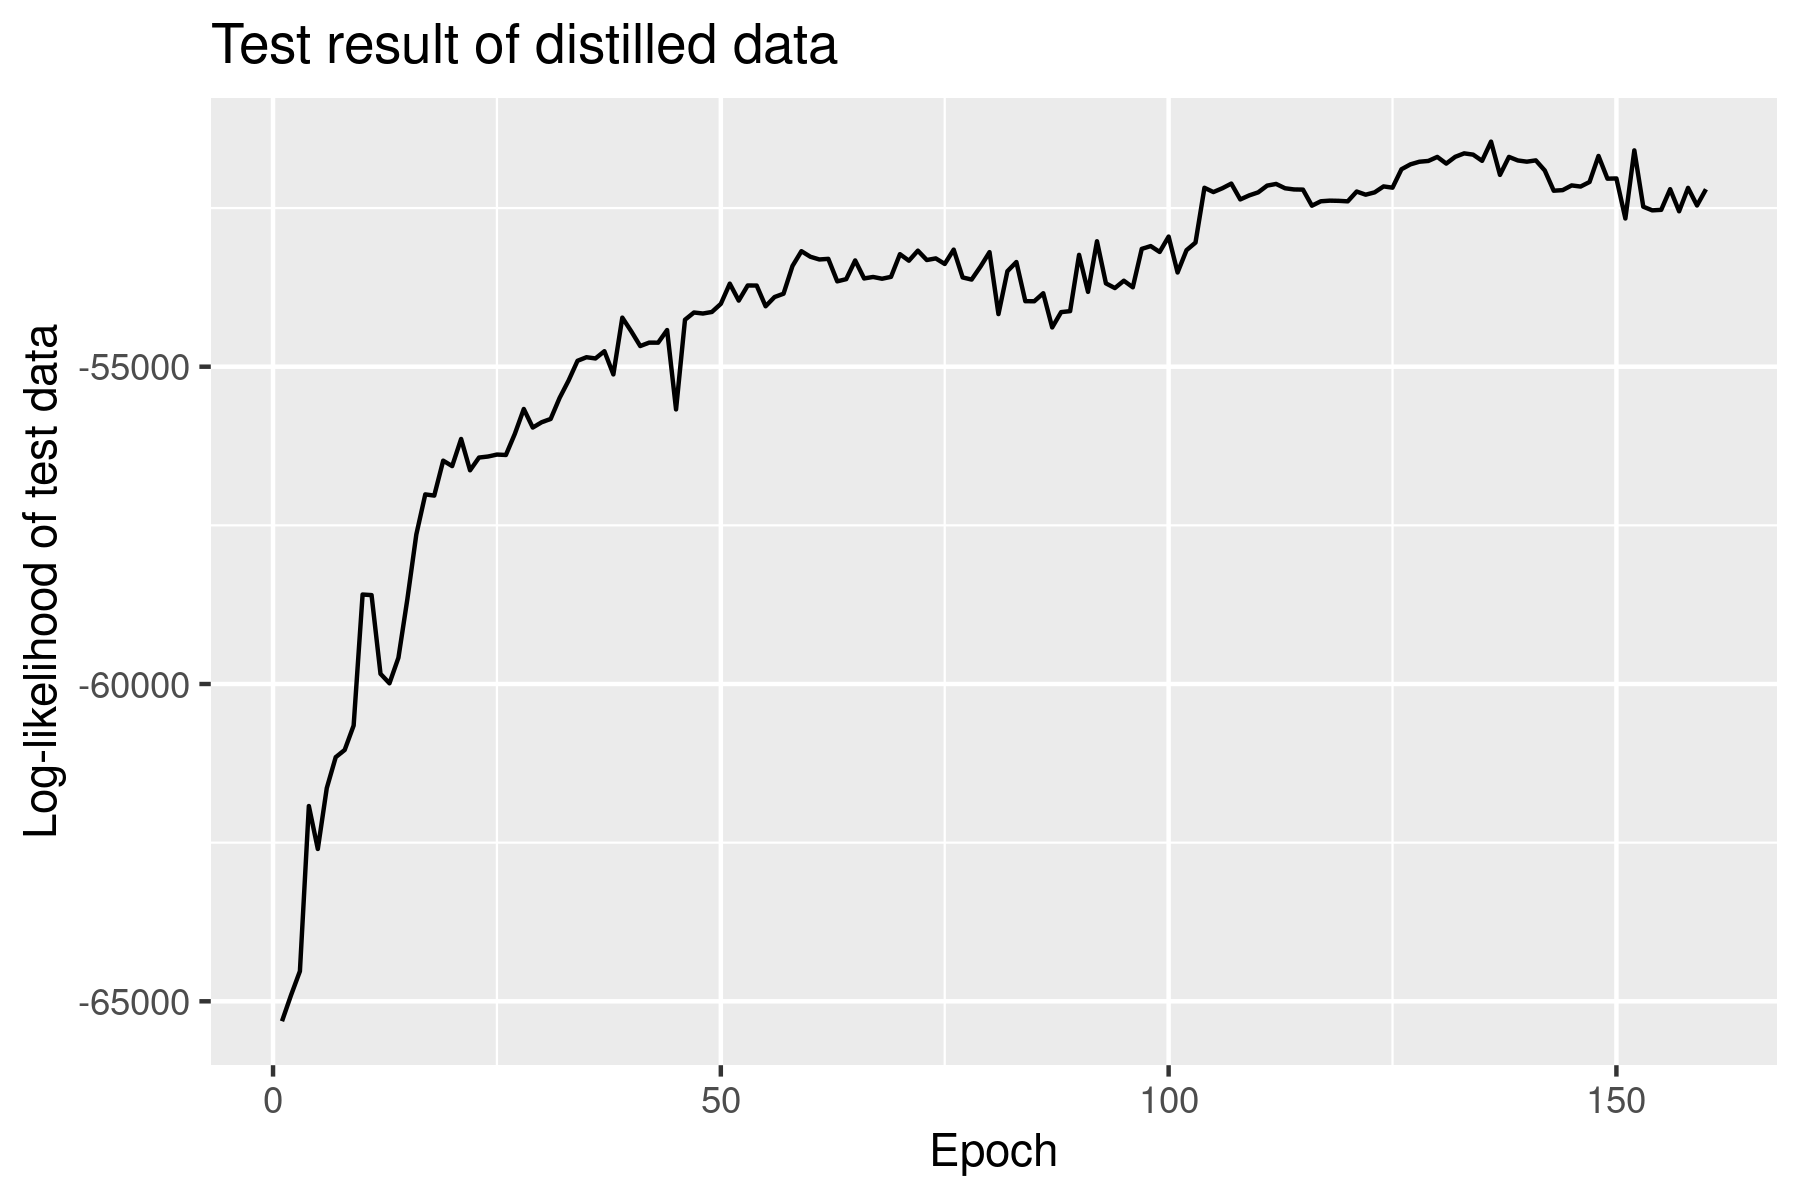 Test result of distilled data
Log-likelihood of test data
-55000
-60000
-65000
0
50
100
150
Epoch